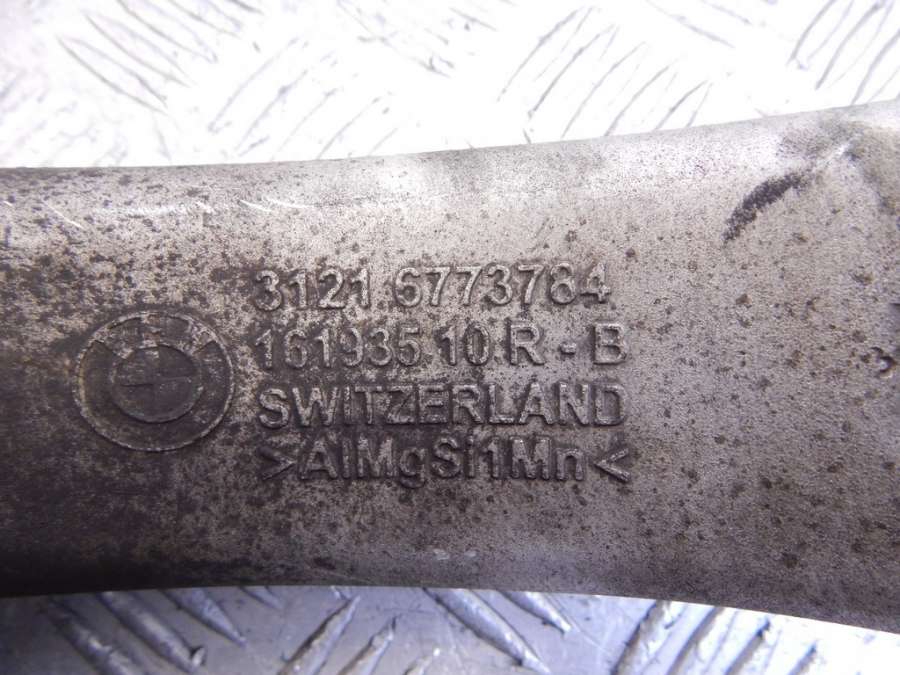 3121 6773784
161935 10 R - B
SWITZERLAND
>AlMgSi1Mn<